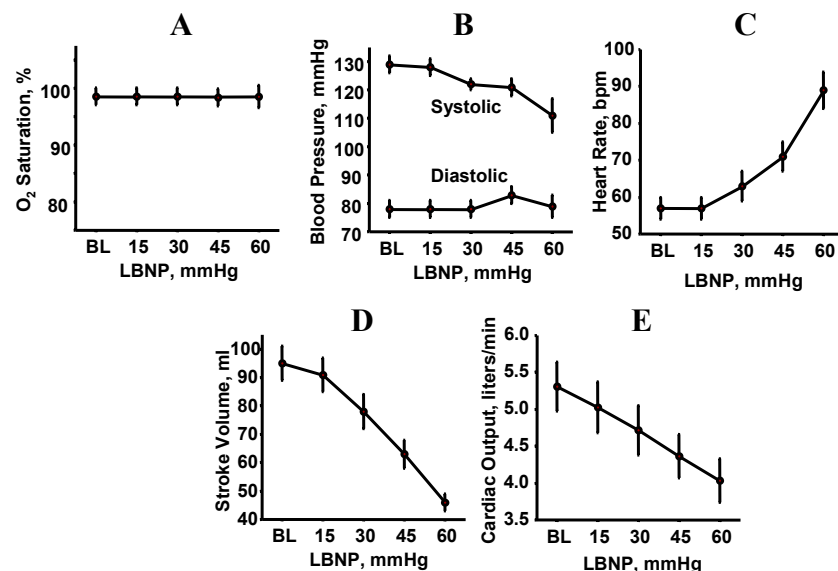 A
O2 Saturation, %
100
90
80
BL 15 30 45 60
LBNP, mmHg
B
Blood Pressure, mmHg
130
120
110
100
90
80
70
Systolic
Diastolic
BL 15 30 45 60
LBNP, mmHg
C
Heart Rate, bpm
100
90
80
70
60
50
BL 15 30 45 60
LBNP, mmHg
D
Stroke Volume, ml
100
90
80
70
60
50
40
BL 15 30 45 60
LBNP, mmHg
E
Cardiac Output, liters/min
6.0
5.5
5.0
4.5
4.0
3.5
BL 15 30 45 60
LBNP, mmHg